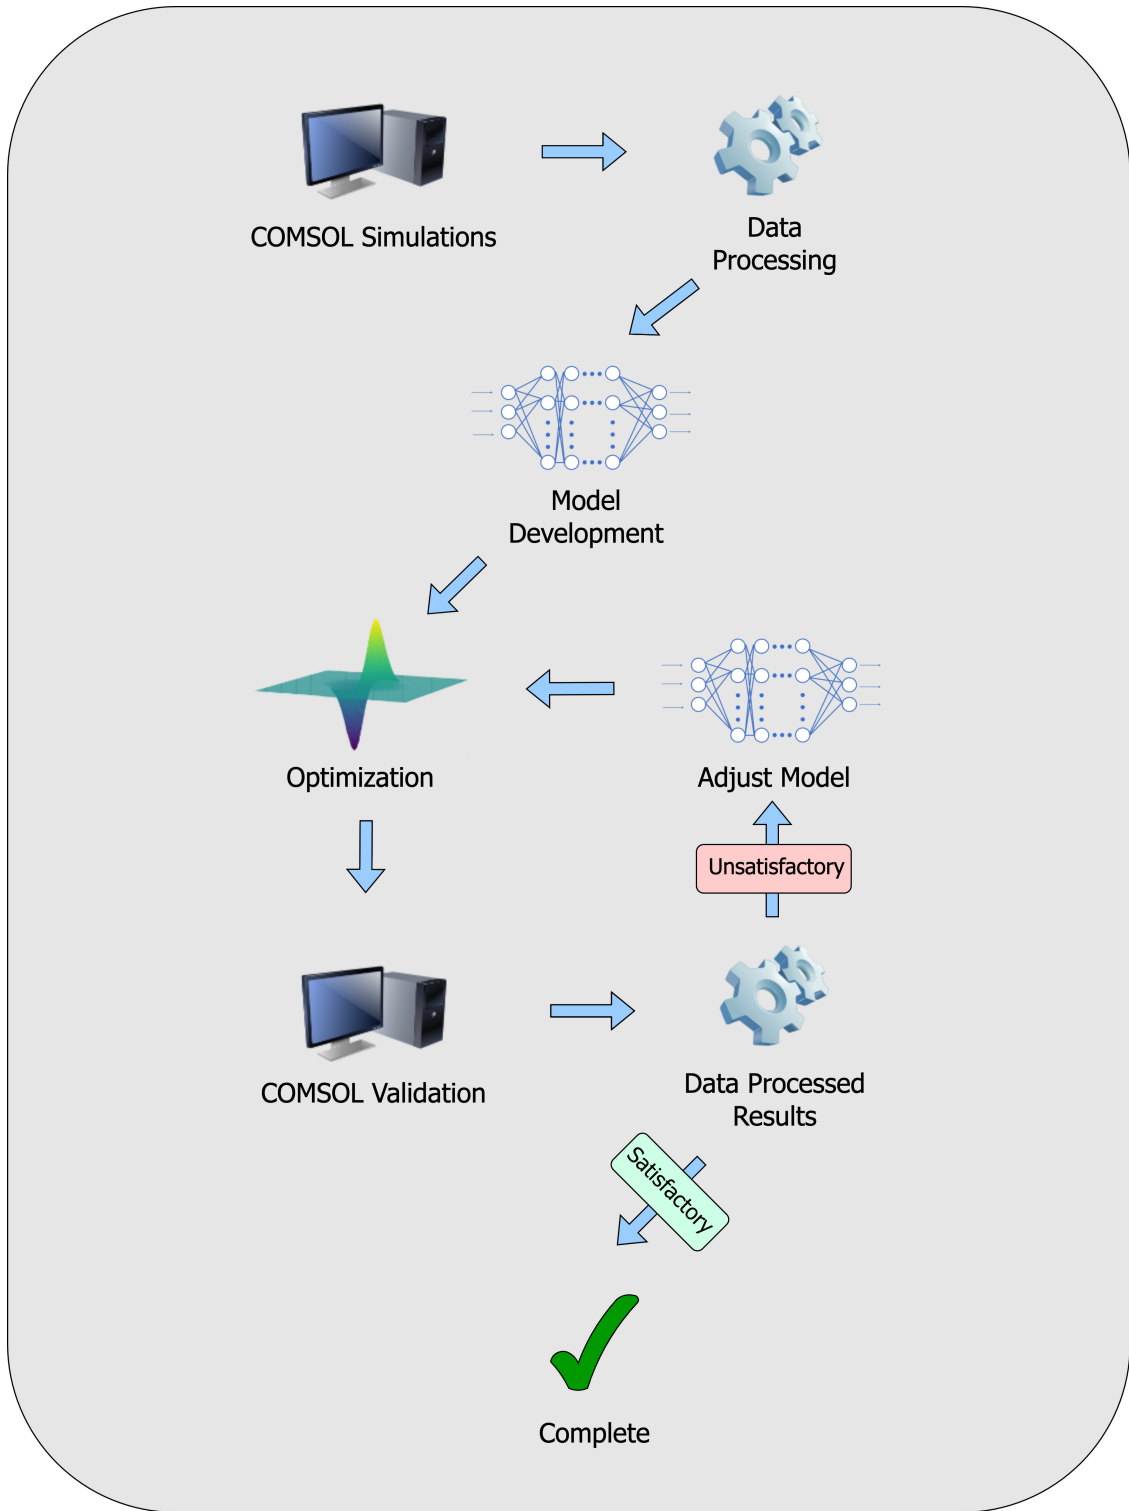 COMSOL Simulations
Data
Processing
Model
Development
Optimization
Adjust Model
Unsatisfactory
COMSOL Validation
Data Processed
Results
Satisfactory
Complete